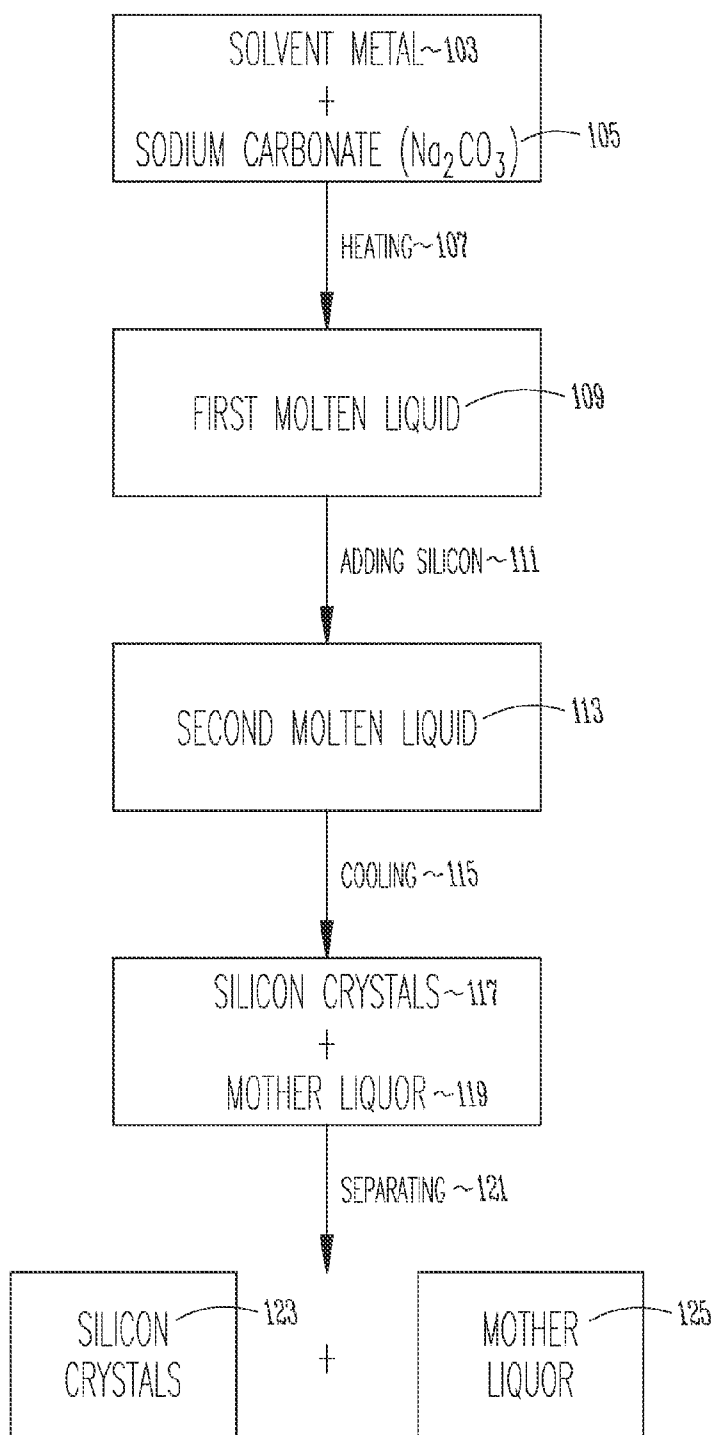 SOLVENT METAL~103
+
SODIUM CARBONATE (Na₂CO₃) 105
HEATING~107
FIRST MOLTEN LIQUID 109
ADDING SILICON~111
SECOND MOLTEN LIQUID 113
COOLING~115
SILICON CRYSTALS~117
+
MOTHER LIQUOR~119
SEPARATING~121
SILICON 123
CRYSTALS
+
MOTHER 125
LIQUOR